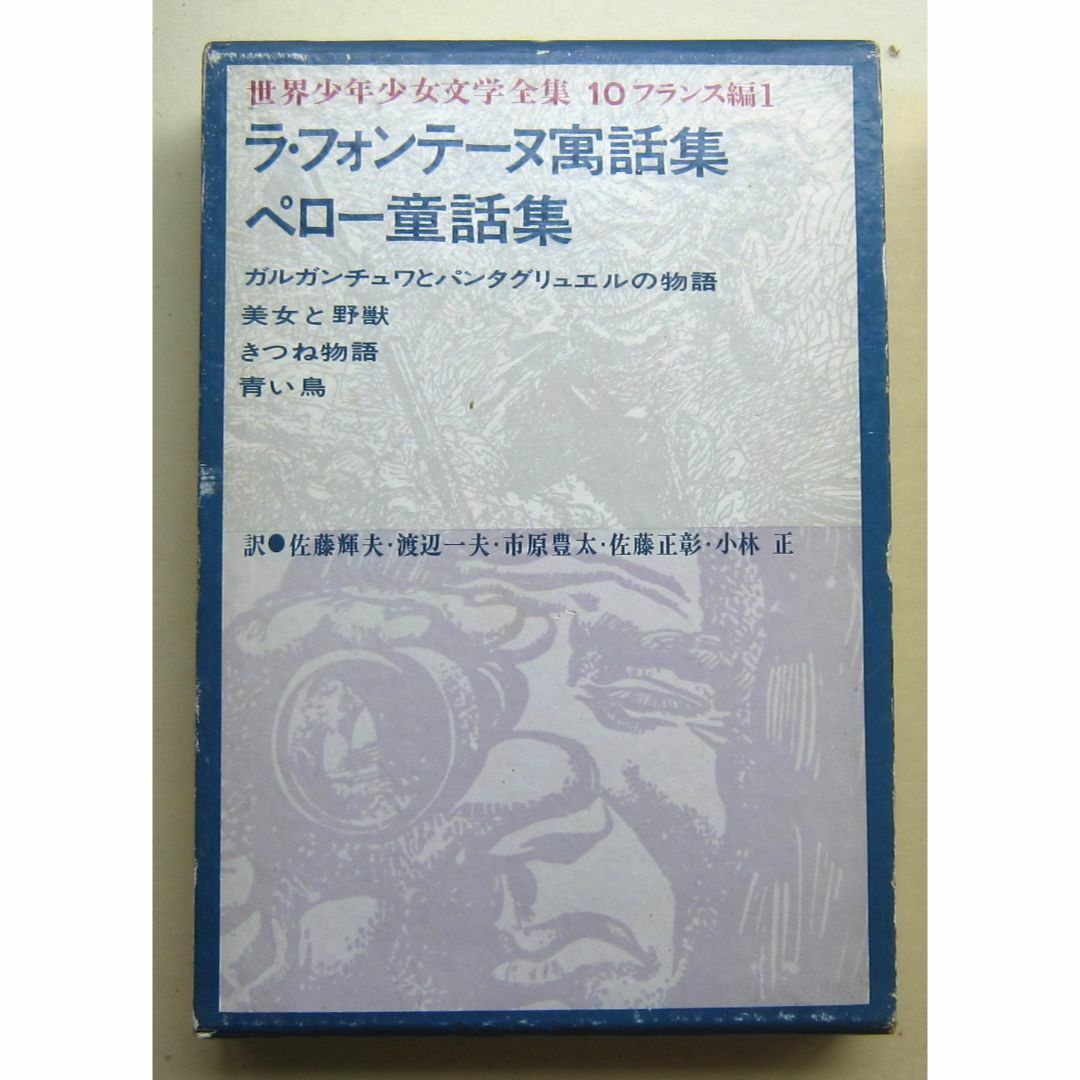 世界少年少女文学全集 10フランス編1
ラ・フォンテーヌ寓話集
ペロー童話集
ガルガンチュワとパンタグリュエルの物語
美女と野獣
きつね物語
青い鳥
訳●佐藤輝夫・渡辺一夫・市原豊太・佐藤正彰・小林 正